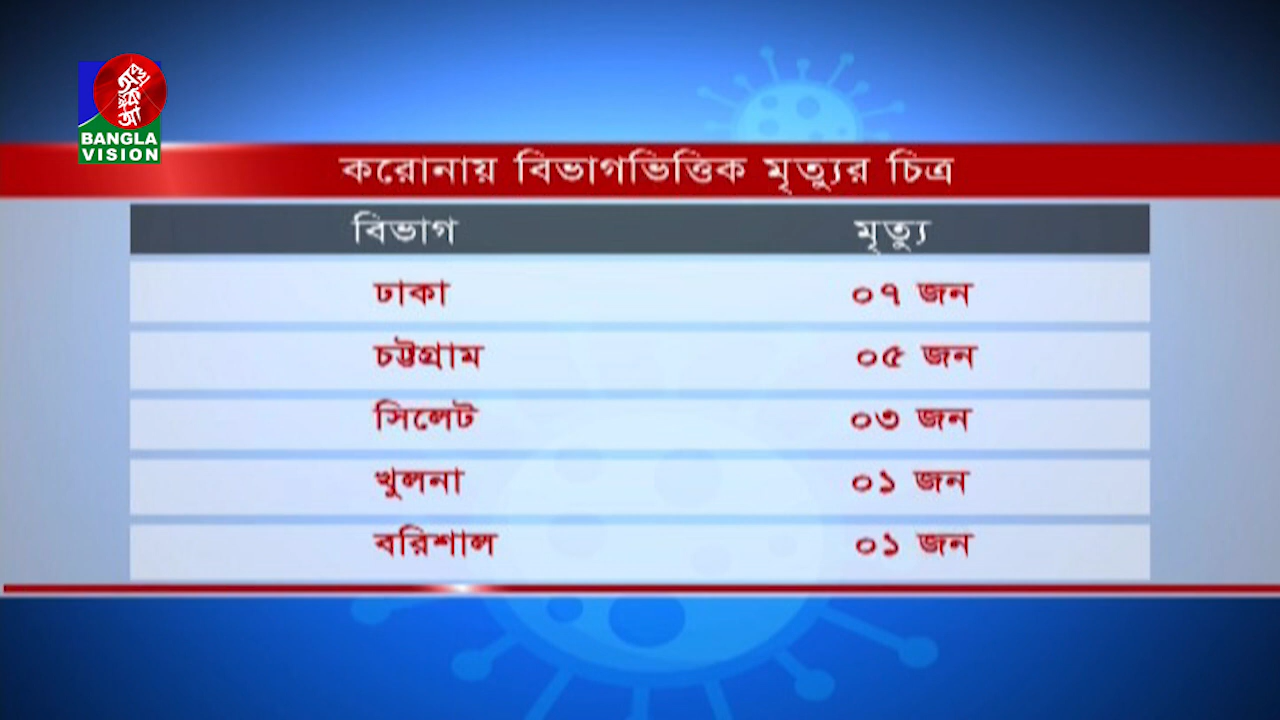 BANGLA
VISION
করোনায় বিভাগভিত্তিক মৃত্যুর চিত্র
বিভাগ মৃত্যু
ঢাকা ০৭ জন
চট্টগ্রাম ০৫ জন
সিলেট ০৩ জন
খুলনা ০১ জন
বরিশাল ০১ জন